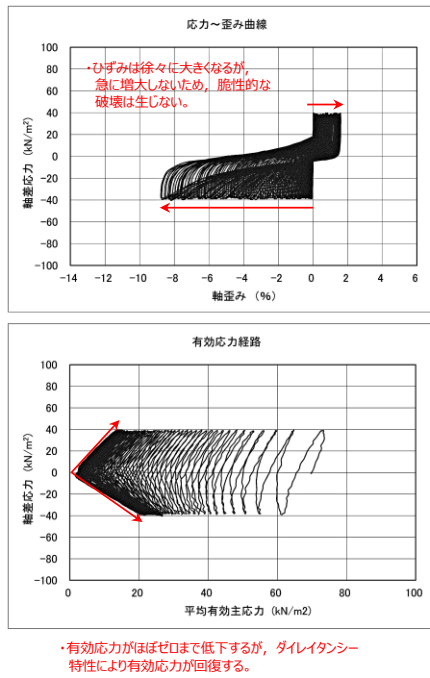 応力～歪み曲線
・ひずみは徐々に大きくなるが,
急に増大しないため, 脆性的な
破壊は生じない。
軸差応力 (kN/m²)
100
80
60
40
20
0
-20
-40
-60
-80
-100
-14 -12 -10 -8 -6 -4 -2 0 2 4 6
軸歪み (%)
有効応力経路
軸差応力 (kN/m²)
100
80
60
40
20
0
-20
-40
-60
-80
-100
0 20 40 60 80 100
平均有効主応力 (kN/m2)
・有効応力がほぼゼロまで低下するが, ダイレイタンシー
特性により有効応力が回復する。